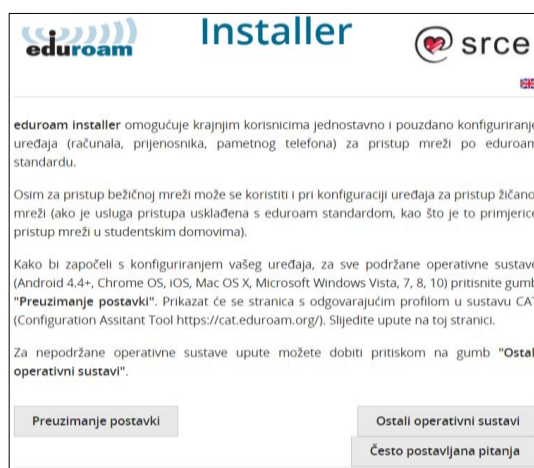 eduroam
Installer
srce
eduroam installer omogućuje krajnjim korisnicima jednostavno i pouzdano konfiguriranje
uređaja (računala, prijenosnika, pametnog telefona) za pristup mreži po eduroam
standardu.
Osim za pristup bežičnoj mreži može se koristiti i pri konfiguraciji uređaja za pristup žičano
mreži (ako je usluga pristupa usklađena s eduroam standardom, kao što je to primjerice
pristup mreži u studentskim domovima).
Kako bi započeli s konfiguriranjem vašeg uređaja, za sve podržane operativne sustave
(Android 4.4+, Chrome OS, iOS, Mac OS X, Microsoft Windows Vista, 7, 8, 10) pritisnite gumb
"Preuzimanje postavki". Prikazat će se stranica s odgovarajućim profilom u sustavu CAT
(Configuration Assitant Tool https://cat.eduroam.org/). Slijedite upute na toj stranici.
Za nepodržane operativne sustave upute možete dobiti pritiskom na gumb "Ostal
operativni sustavi".
Preuzimanje postavki
Ostali operativni sustavi
Često postavljana pitanja